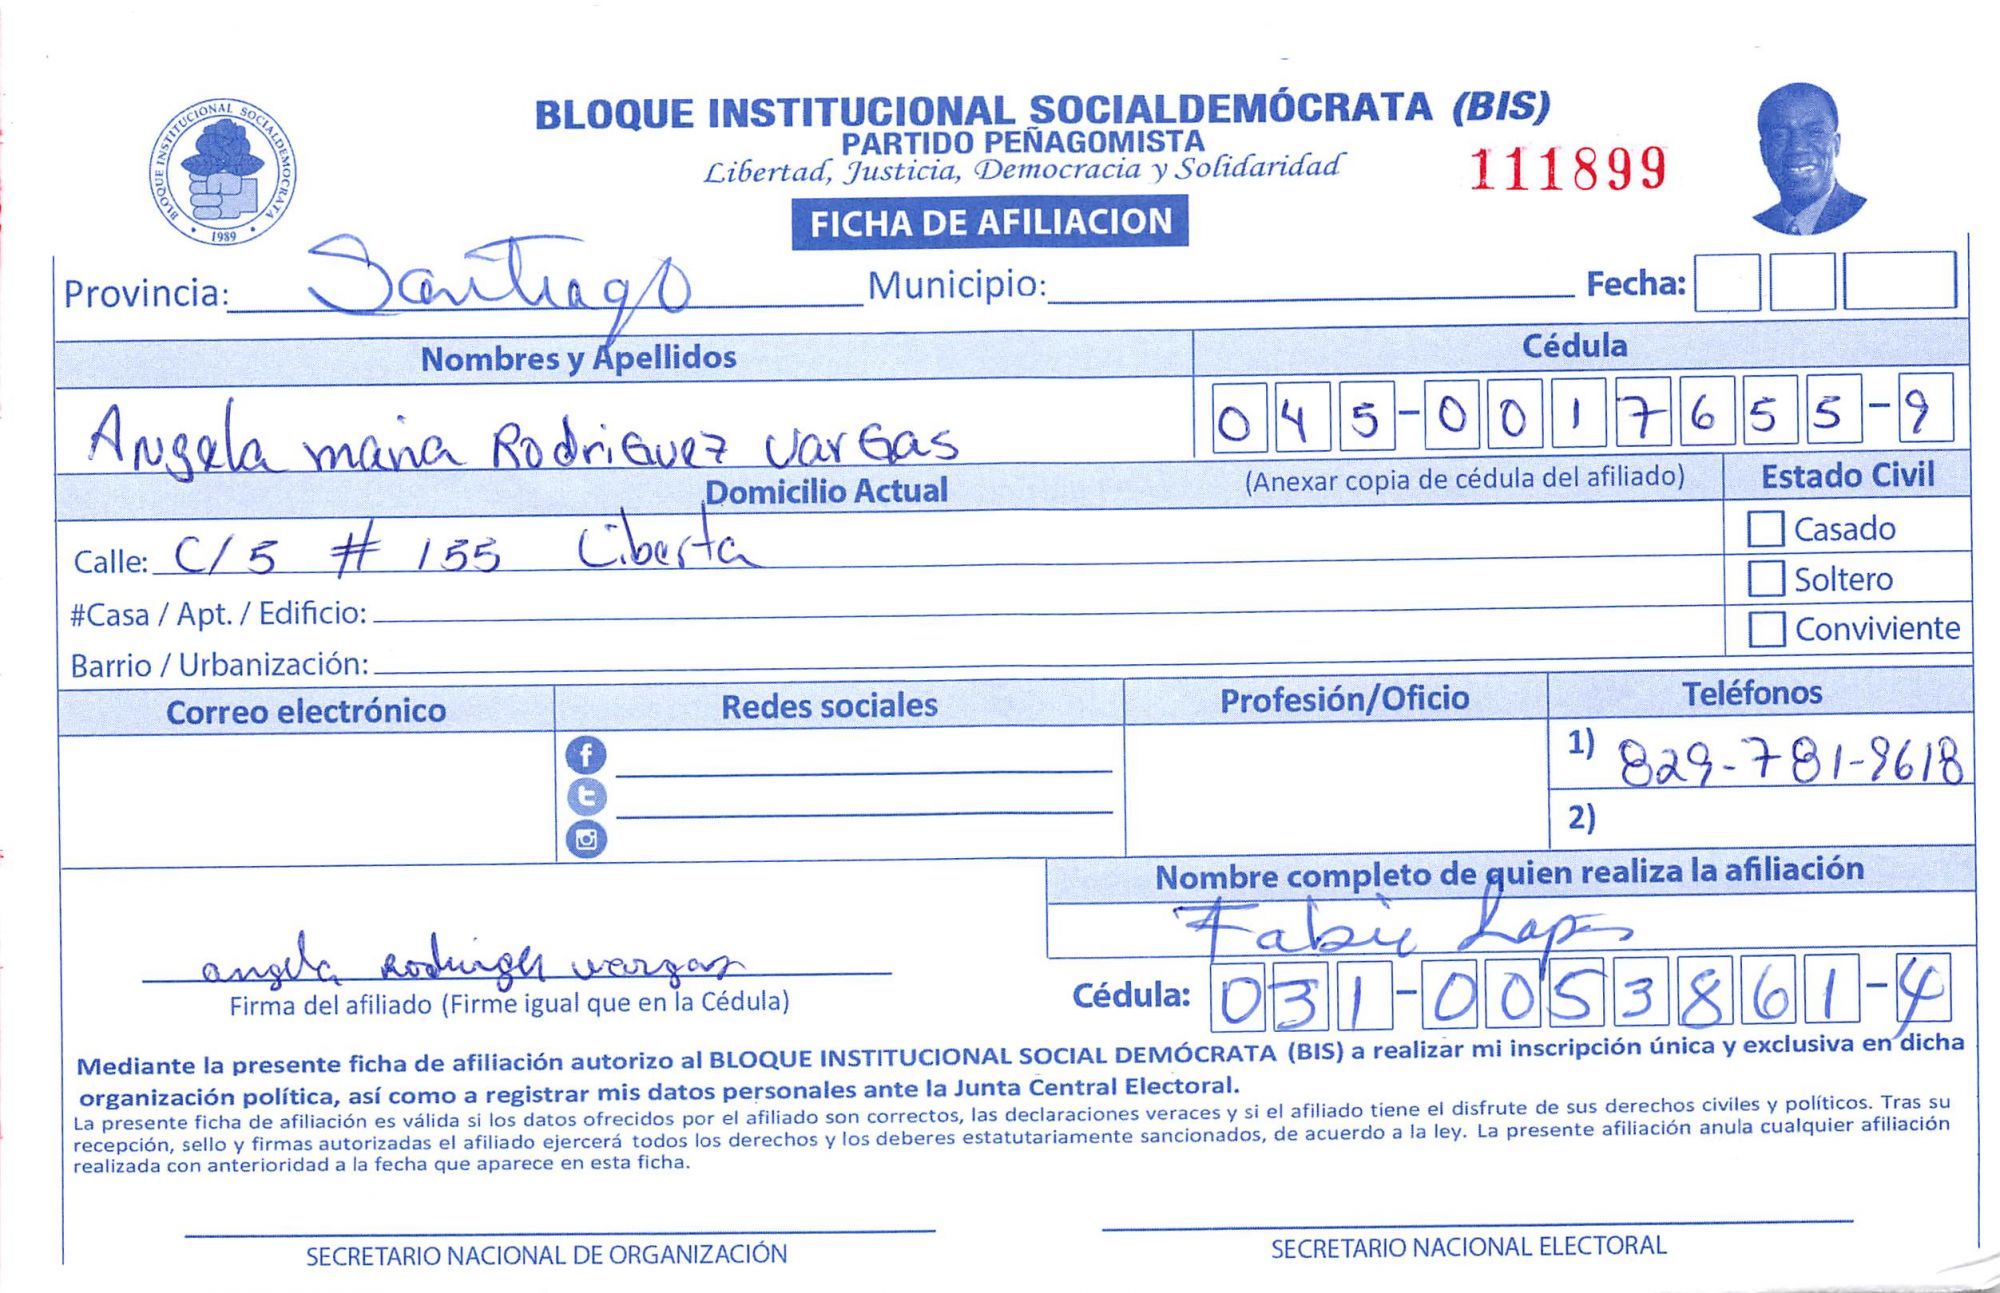 BLOQUE INSTITUCIONAL SOCIALDEMOCRATA
1989
BLOQUE INSTITUCIONAL SOCIALDEMÓCRATA (BIS)
PARTIDO PEÑAGOMISTA
Libertad, Justicia, Democracia y Solidaridad
111899
FICHA DE AFILIACION
Provincia: Santiago Municipio: Fecha:
Nombres y Apellidos Cédula
Angela maria Rodriguez vargas 045-0017655-9
Domicilio Actual (Anexar copia de cédula del afiliado) Estado Civil
Calle: C/5 # 155 Liberta Casado
#Casa / Apt. / Edificio: Soltero
Barrio / Urbanización: Conviviente
Correo electrónico Redes sociales Profesión/Oficio Teléfonos
1) 829-781-9618
2)
Nombre completo de quien realiza la afiliación
angela vargas
Firma del afiliado (Firme igual que en la Cédula)
Cédula: 031-0053861-4
Mediante la presente ficha de afiliación autorizo al BLOQUE INSTITUCIONAL SOCIAL DEMÓCRATA (BIS) a realizar mi inscripción única y exclusiva en dicha
organización política, así como a registrar mis datos personales ante la Junta Central Electoral.
La presente ficha de afiliación es válida si los datos ofrecidos por el afiliado son correctos, las declaraciones veraces y si el afiliado tiene el disfrute de sus derechos civiles y políticos. Tras su
recepción, sello y firmas autorizadas el afiliado ejercerá todos los derechos y los deberes estatutariamente sancionados, de acuerdo a la ley. La presente afiliación anula cualquier afiliación
realizada con anterioridad a la fecha que aparece en esta ficha.
SECRETARIO NACIONAL DE ORGANIZACIÓN SECRETARIO NACIONAL ELECTORAL